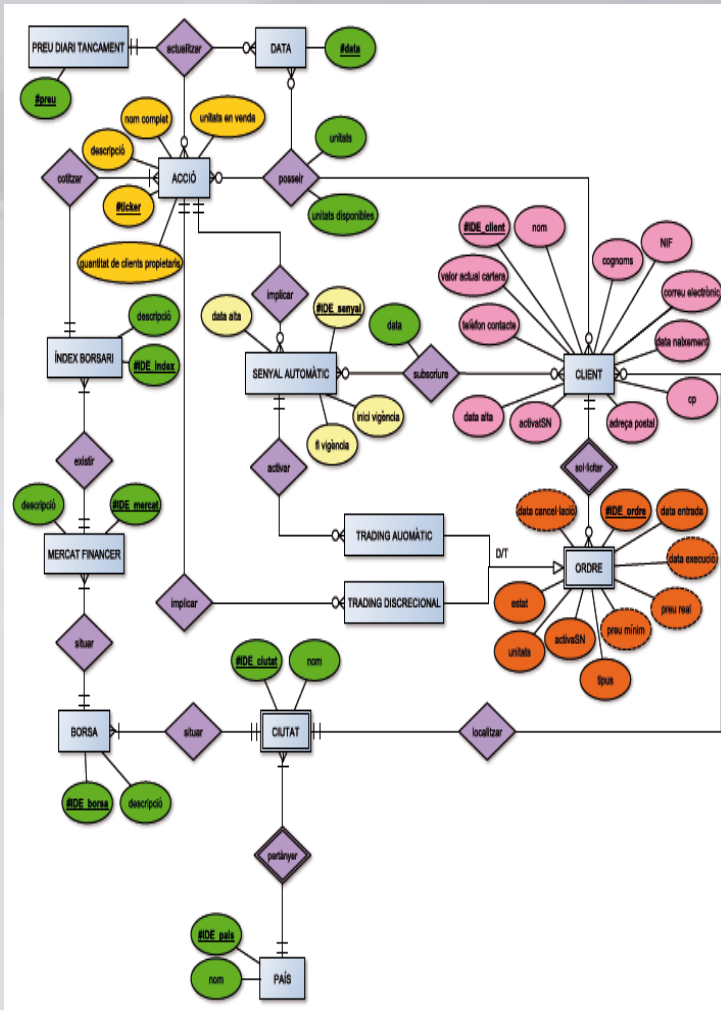 PREU DIARI TANCAMENT
actualitzar
DATA
#data
#preu
nom complet
unitats en venda
descripció
unitats
cotitzar
ACCIÓ
posseir
#ticker
unitats disponibles
quantitat de clients propietaris
#IDE_client
nom
NIF
cognoms
valor actual cartera
correu electrònic
implicar
descripció
data alta
#IDE_senyal
data
telèfon contacte
data naixement
#IDE_index
ÍNDEX BORSARI
SENYAL AUTOMÀTIC
subscriure
CLIENT
inici vigència
data alta
activatSN
adreça postal
cp
fi vigència
existir
activar
sol·licitar
descripció
#IDE_mercat
data cancel·lació
#IDE_ordre
data entrada
MERCAT FINANCER
TRADING AUOMÀTIC
D/T
ORDRE
data execució
implicar
TRADING DISCRECIONAL
estat
preu real
situar
unitats
activaSN
preu mínim
tipus
#IDE_ciutat
nom
BORSA
situar
CIUTAT
localitzar
#IDE_borsa
descripció
pertànyer
#IDE_pais
nom
PAÍS